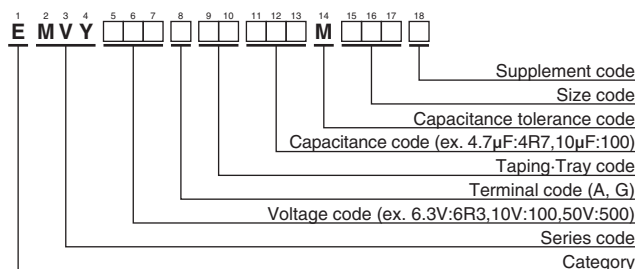 1 2 3 4 5 6 7 8 9 10 11 12 13 14 15 16 17 18
E M V Y □□□ □ □□ □□□ M □□□ □
Supplement code
Size code
Capacitance tolerance code
Capacitance code (ex. 4.7μF:4R7,10μF:100)
Taping·Tray code
Terminal code (A, G)
Voltage code (ex. 6.3V:6R3,10V:100,50V:500)
Series code
Category